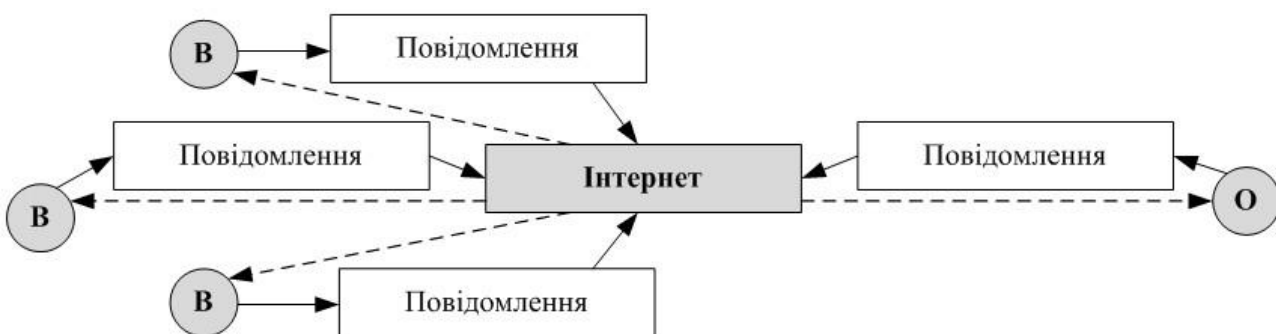 В
Повідомлення
Повідомлення
Інтернет
Повідомлення
В
О
В
Повідомлення